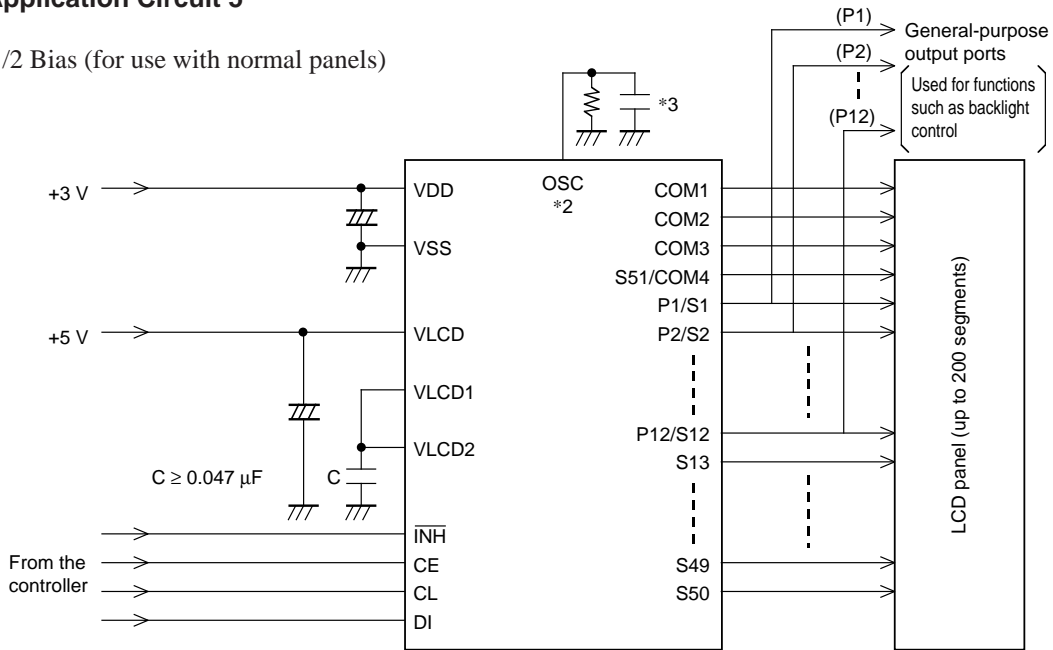 pplication Circuit 5
/2 Bias (for use with normal panels)
(P1)
General-purpose
output ports
(P2)
Used for functions
such as backlight
control
(P12)
*3
+3 V
VDD
OSC
*2
COM1
COM2
VSS
COM3
S51/COM4
P1/S1
+5 V
VLCD
P2/S2
VLCD1
P12/S12
VLCD2
S13
C ≥ 0.047 μF
C
LCD panel (up to 200 segments)
INH
From the
controller
CE
S49
CL
S50
DI